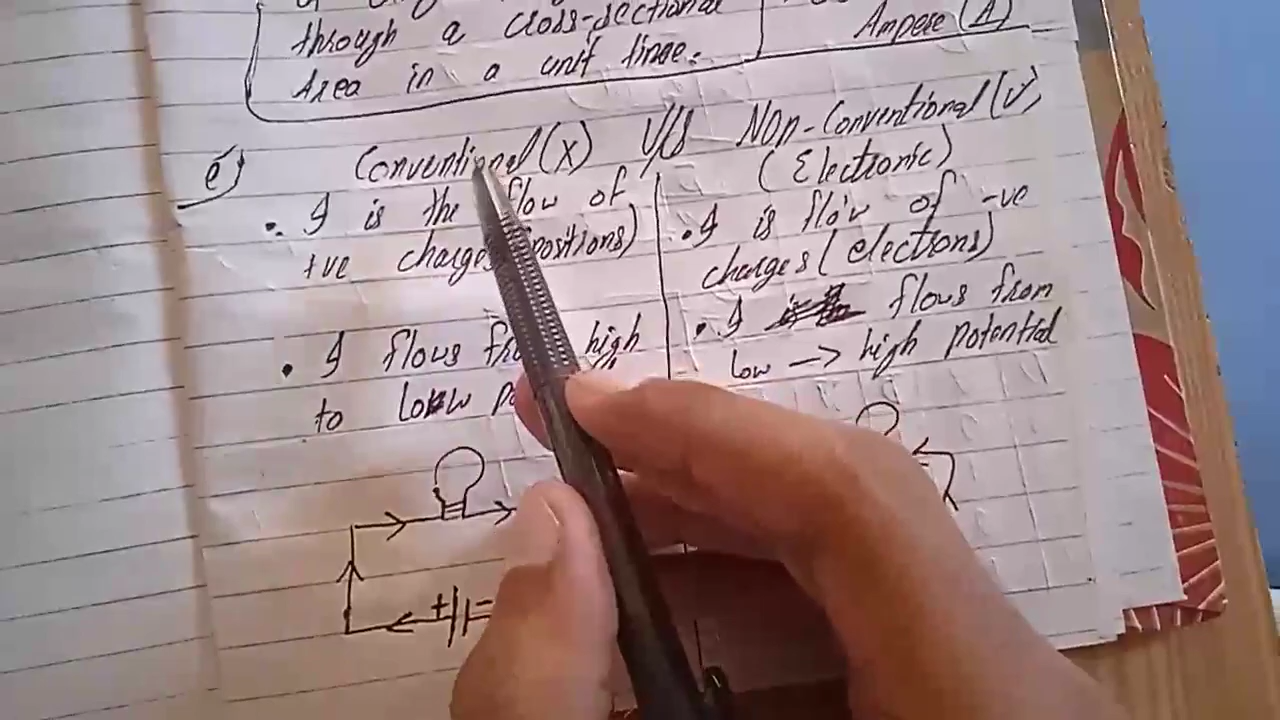 through a cross-sectional
Area in a unit time.
Ampere (A)
e)
Conventional (x) V/s Non-Conventional (✓)
(Electronic)
• I is the flow of
+ve charges (positions)
• I flows from high
to low
• I is flow of -ve
charges (electrons)
• I flows from
low → high potential
+
-